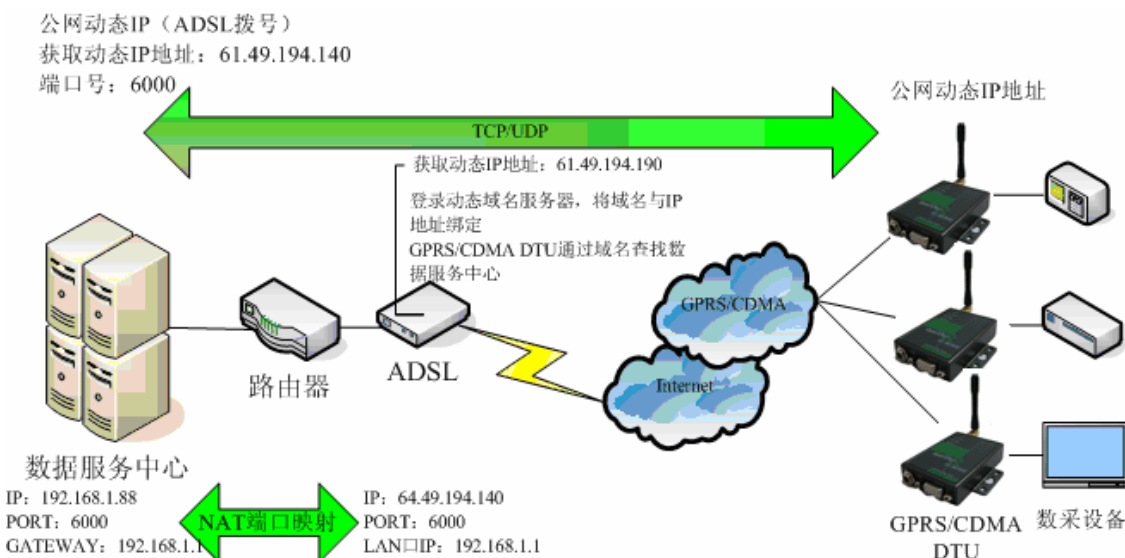 公网动态IP（ADSL拨号）
获取动态IP地址：61.49.194.140
端口号：6000
公网动态IP地址
TCP/UDP
获取动态IP地址：61.49.194.190
登录动态域名服务器，将域名与IP
地址绑定
GPRS/CDMA DTU通过域名查找数
据服务中心
GPRS/CDMA
Internet
路由器
ADSL
数据服务中心
IP：192.168.1.88
PORT：6000
GATEWAY：192.168.1.1
NAT端口映射
IP：64.49.194.140
PORT：6000
LAN口IP：192.168.1.1
GPRS/CDMA
DTU
数采设备